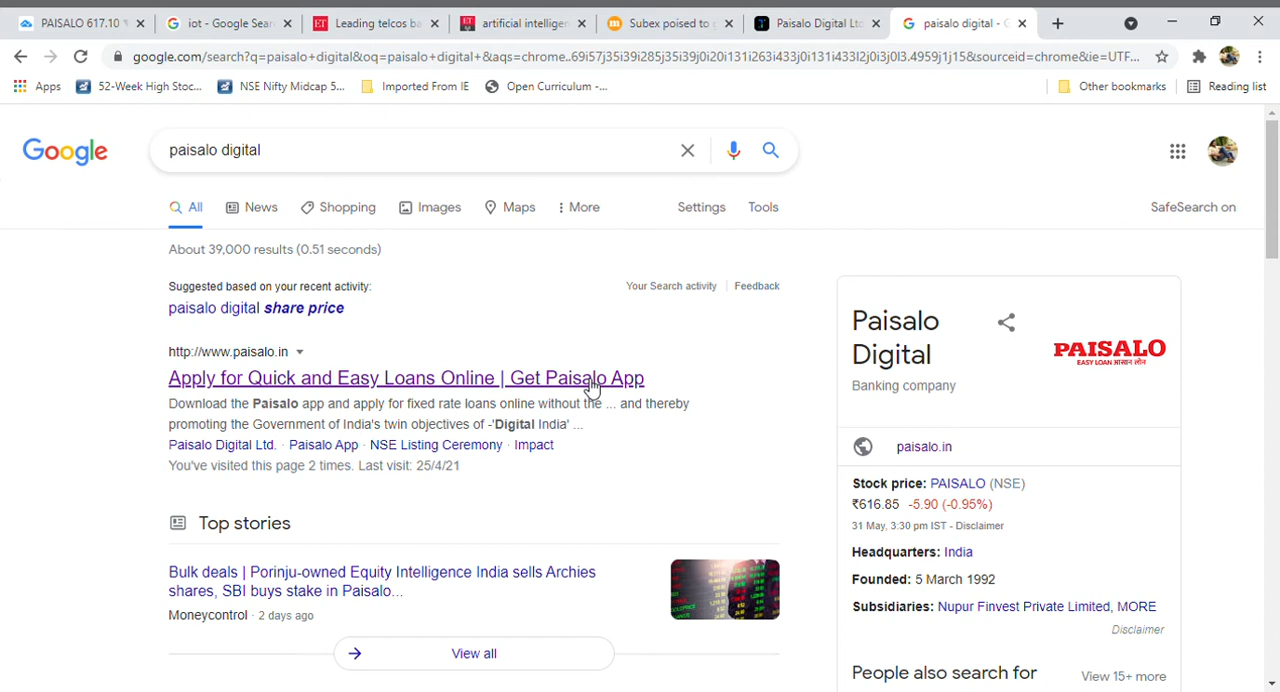 PAISALO 617.10
iot - Google Sear
Leading telcos ba
artificial intelligen
Subex poised to g
Paisalo Digital Ltd
paisalo digital - G
google.com/search?q=paisalo+digital&oq=paisalo+digital+&aqs=chrome..69i57j35i39i285j35i39j0i20i131i263i433j0i131i433l2j0i3j0l3.4959j1j15&sourceid=chrome&ie=UTF...
Apps
52-Week High Stoc...
NSE Nifty Midcap 5...
Imported From IE
Open Curriculum -...
Other bookmarks
Reading list
Google
paisalo digital
All
News
Shopping
Images
Maps
More
Settings
Tools
SafeSearch on
About 39,000 results (0.51 seconds)
Suggested based on your recent activity:
Your Search activity
Feedback
paisalo digital share price
http://www.paisalo.in
Apply for Quick and Easy Loans Online | Get Paisalo App
Download the Paisalo app and apply for fixed rate loans online without the ... and thereby
promoting the Government of India's twin objectives of -'Digital India' ...
Paisalo Digital Ltd. · Paisalo App · NSE Listing Ceremony · Impact
You've visited this page 2 times. Last visit: 25/4/21
Top stories
Bulk deals | Porinju-owned Equity Intelligence India sells Archies
shares, SBI buys stake in Paisalo...
Moneycontrol · 2 days ago
View all
Paisalo
Digital
Banking company
PAISALO
EASY LOAN आसान लोन
paisalo.in
Stock price: PAISALO (NSE)
₹616.85 -5.90 (-0.95%)
31 May, 3:30 pm IST - Disclaimer
Headquarters: India
Founded: 5 March 1992
Subsidiaries: Nupur Finvest Private Limited, MORE
Disclaimer
People also search for
View 15+ more